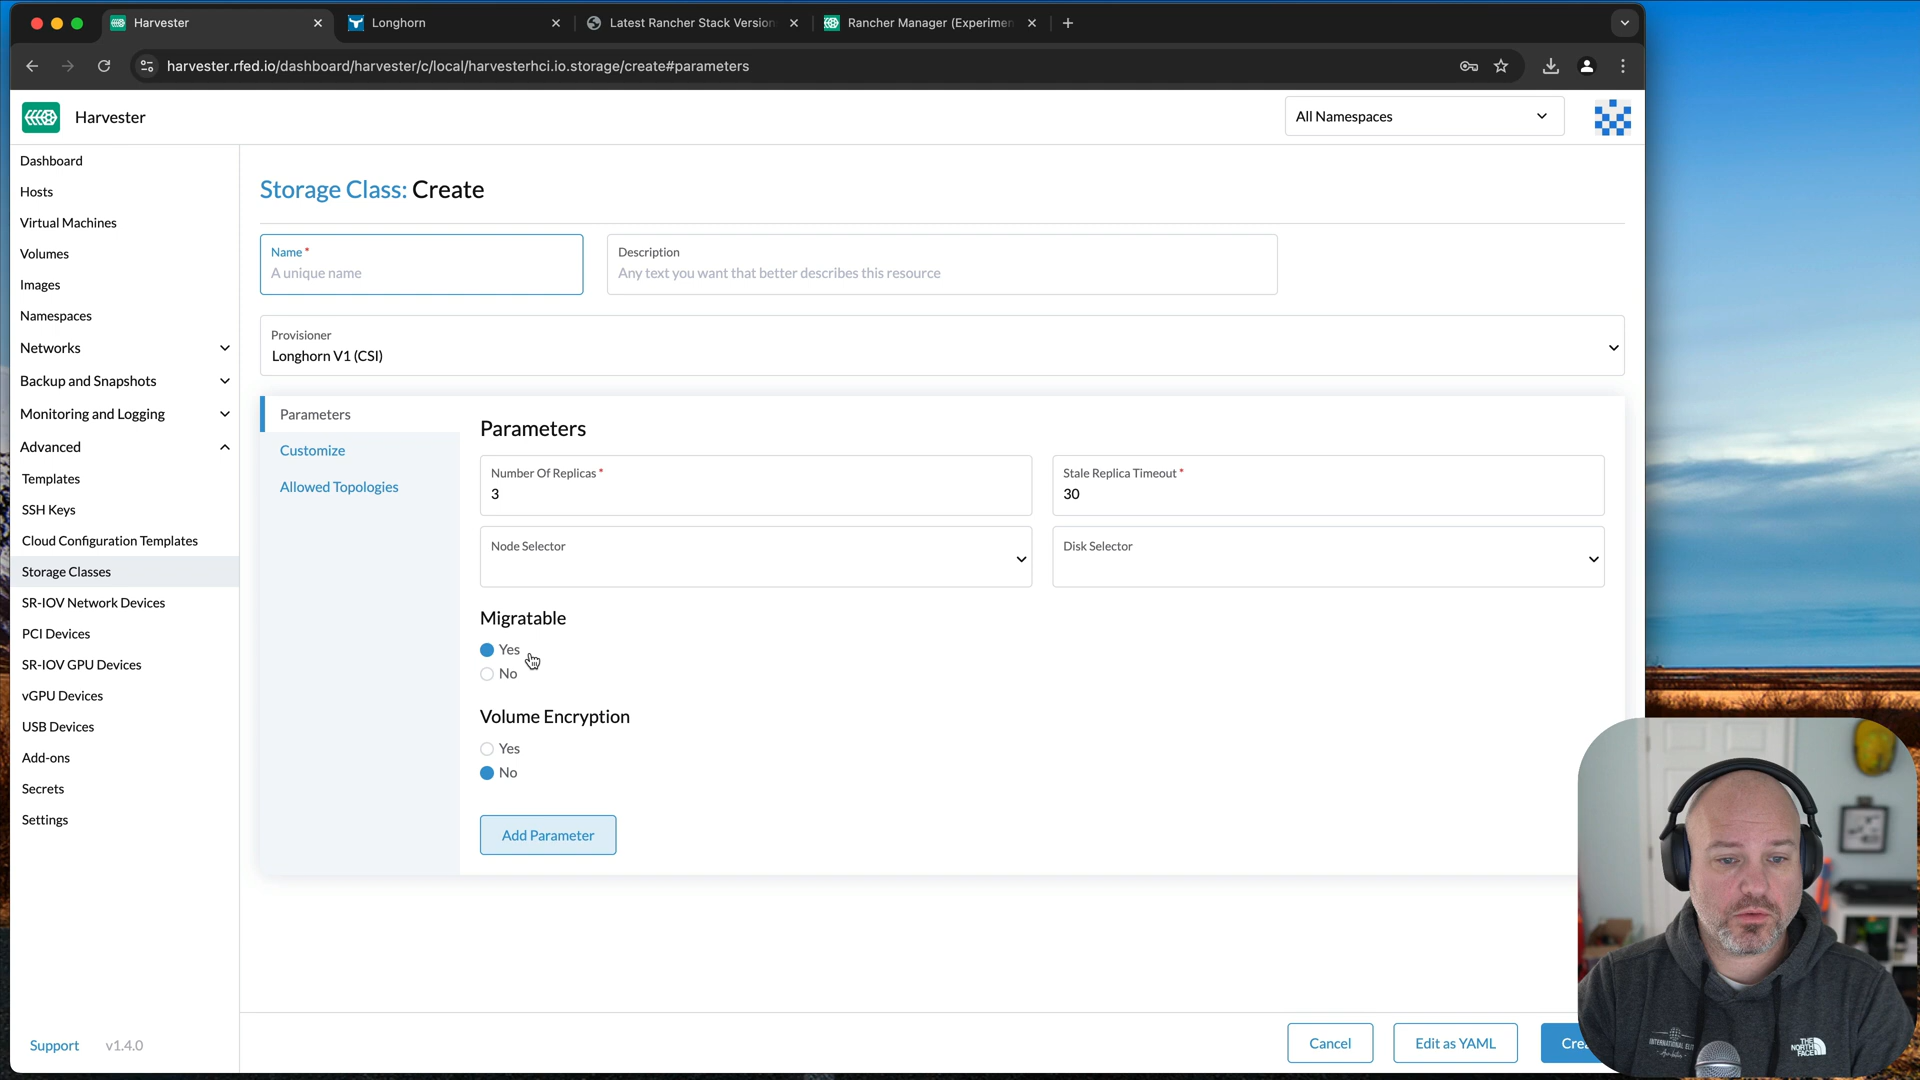 Harvester
Longhorn
Latest Rancher Stack Version
Rancher Manager (Experimen
harvester.rfed.io/dashboard/harvester/c/local/harvesterhci.io.storage/create#parameters
Harvester
All Namespaces
Dashboard
Hosts
Virtual Machines
Volumes
Images
Namespaces
Networks
Backup and Snapshots
Monitoring and Logging
Advanced
Templates
SSH Keys
Cloud Configuration Templates
Storage Classes
SR-IOV Network Devices
PCI Devices
SR-IOV GPU Devices
vGPU Devices
USB Devices
Add-ons
Secrets
Settings
Support v1.4.0
Storage Class: Create
Name *
A unique name
Description
Any text you want that better describes this resource
Provisioner
Longhorn V1 (CSI)
Parameters
Customize
Allowed Topologies
Parameters
Number Of Replicas *
3
Stale Replica Timeout *
30
Node Selector
Disk Selector
Migratable
Yes
No
Volume Encryption
Yes
No
Add Parameter
Cancel
Edit as YAML
Crea
INTERNATIONAL ELITE
THE
NORTH
FACE